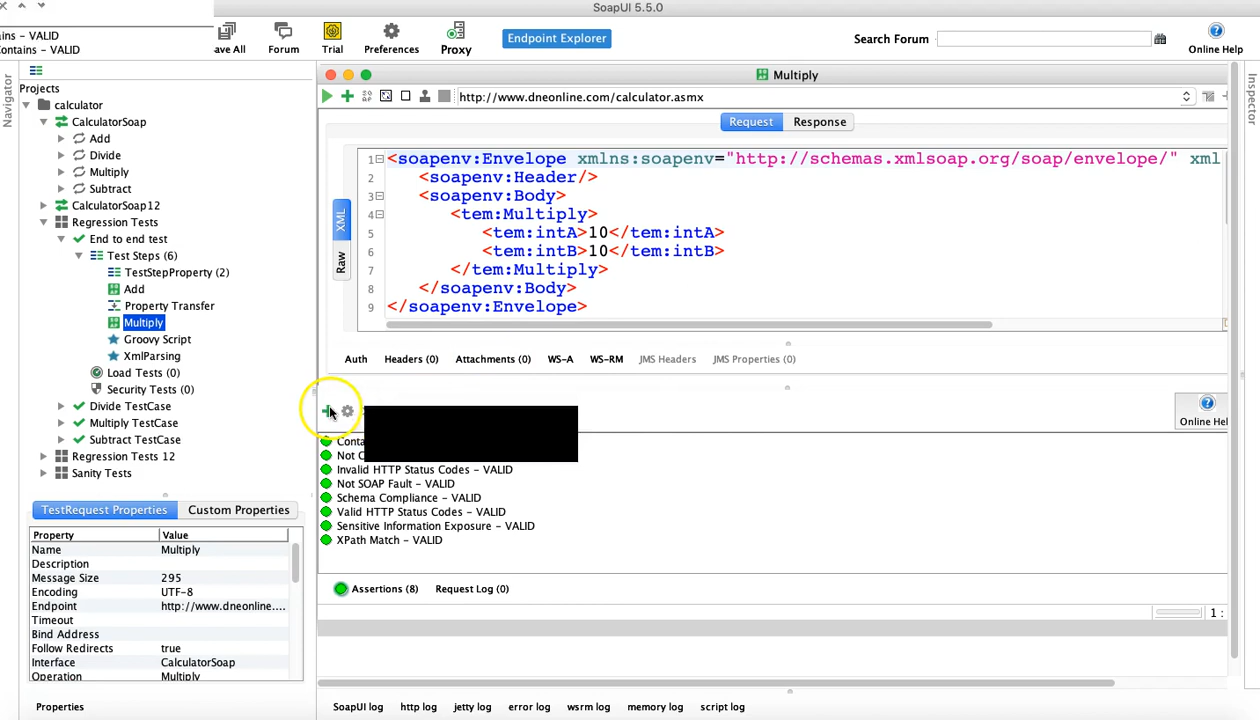 SoapUI 5.5.0
ains - VALID
Contains - VALID
ave All
Forum
Trial
Preferences
Proxy
Endpoint Explorer
Search Forum
Online Help
Navigator
Projects
calculator
CalculatorSoap
Add
Divide
Multiply
Subtract
CalculatorSoap12
Regression Tests
End to end test
Test Steps (6)
TestStepProperty (2)
Add
Property Transfer
Multiply
Groovy Script
XmlParsing
Load Tests (0)
Security Tests (0)
Divide TestCase
Multiply TestCase
Subtract TestCase
Regression Tests 12
Sanity Tests
TestRequest Properties
Custom Properties
Property Value
Name Multiply
Description
Message Size 295
Encoding UTF-8
Endpoint http://www.dneonline....
Timeout
Bind Address
Follow Redirects true
Interface CalculatorSoap
Operation Multiply
Properties
Multiply
http://www.dneonline.com/calculator.asmx
Request
Response
XML
Raw
1 <soapenv:Envelope xmlns:soapenv="http://schemas.xmlsoap.org/soap/envelope/" xml
2 <soapenv:Header/>
3 <soapenv:Body>
4 <tem:Multiply>
5 <tem:intA>10</tem:intA>
6 <tem:intB>10</tem:intB>
7 </tem:Multiply>
8 </soapenv:Body>
9 </soapenv:Envelope>
Auth
Headers (0)
Attachments (0)
WS-A
WS-RM
JMS Headers
JMS Properties (0)
Online Hel
Conta
Not C
Invalid HTTP Status Codes - VALID
Not SOAP Fault - VALID
Schema Compliance - VALID
Valid HTTP Status Codes - VALID
Sensitive Information Exposure - VALID
XPath Match - VALID
Assertions (8)
Request Log (0)
1 :
SoapUI log
http log
jetty log
error log
wsrm log
memory log
script log
Inspector